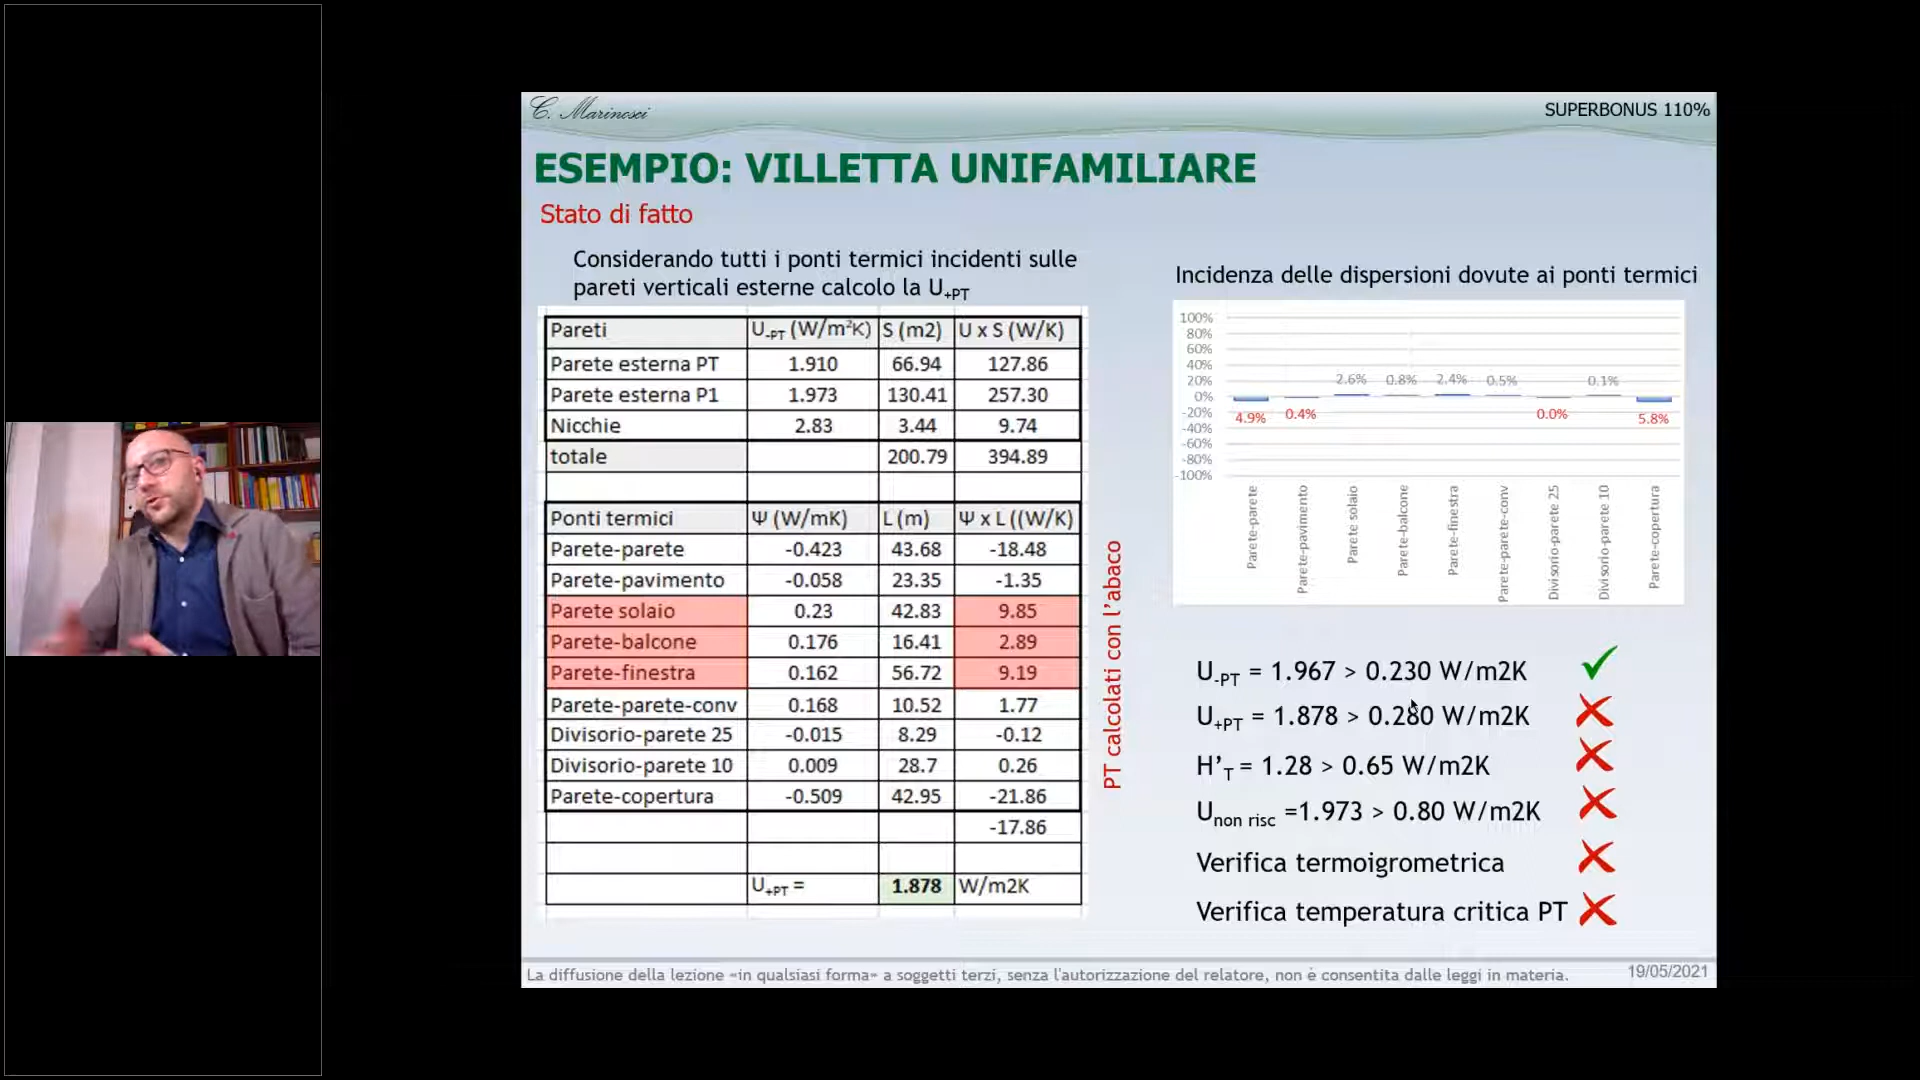 C. Marinosci
SUPERBONUS 110%
ESEMPIO: VILLETTA UNIFAMILIARE
Stato di fatto
Considerando tutti i ponti termici incidenti sulle
pareti verticali esterne calcolo la U+PT
Pareti U-PT (W/m²K) S (m2) U x S (W/K)
Parete esterna PT 1.910 66.94 127.86
Parete esterna P1 1.973 130.41 257.30
Nicchie 2.83 3.44 9.74
totale 200.79 394.89
Ponti termici Ψ (W/mK) L (m) Ψ x L ((W/K)
Parete-parete -0.423 43.68 -18.48
Parete-pavimento -0.058 23.35 -1.35
Parete solaio 0.23 42.83 9.85
Parete-balcone 0.176 16.41 2.89
Parete-finestra 0.162 56.72 9.19
Parete-parete-conv 0.168 10.52 1.77
Divisorio-parete 25 -0.015 8.29 -0.12
Divisorio-parete 10 0.009 28.7 0.26
Parete-copertura -0.509 42.95 -21.86
-17.86
U+PT = 1.878 W/m2K
PT calcolati con l'abaco
Incidenza delle dispersioni dovute ai ponti termici
100%
80%
60%
40%
20%
0%
-20%
-40%
-60%
-80%
-100%
4.9% 0.4% 2.6% 0.8% 2.4% 0.5% 0.0% 0.1% 5.8%
Parete-parete
Parete-pavimento
Parete solaio
Parete-balcone
Parete-finestra
Parete-parete-conv
Divisorio-parete 25
Divisorio-parete 10
Parete-copertura
U-PT = 1.967 > 0.230 W/m2K
U+PT = 1.878 > 0.280 W/m2K
H'T = 1.28 > 0.65 W/m2K
Unon risc =1.973 > 0.80 W/m2K
Verifica termoigrometrica
Verifica temperatura critica PT
La diffusione della lezione «in qualsiasi forma» a soggetti terzi, senza l'autorizzazione del relatore, non è consentita dalle leggi in materia.
19/05/2021